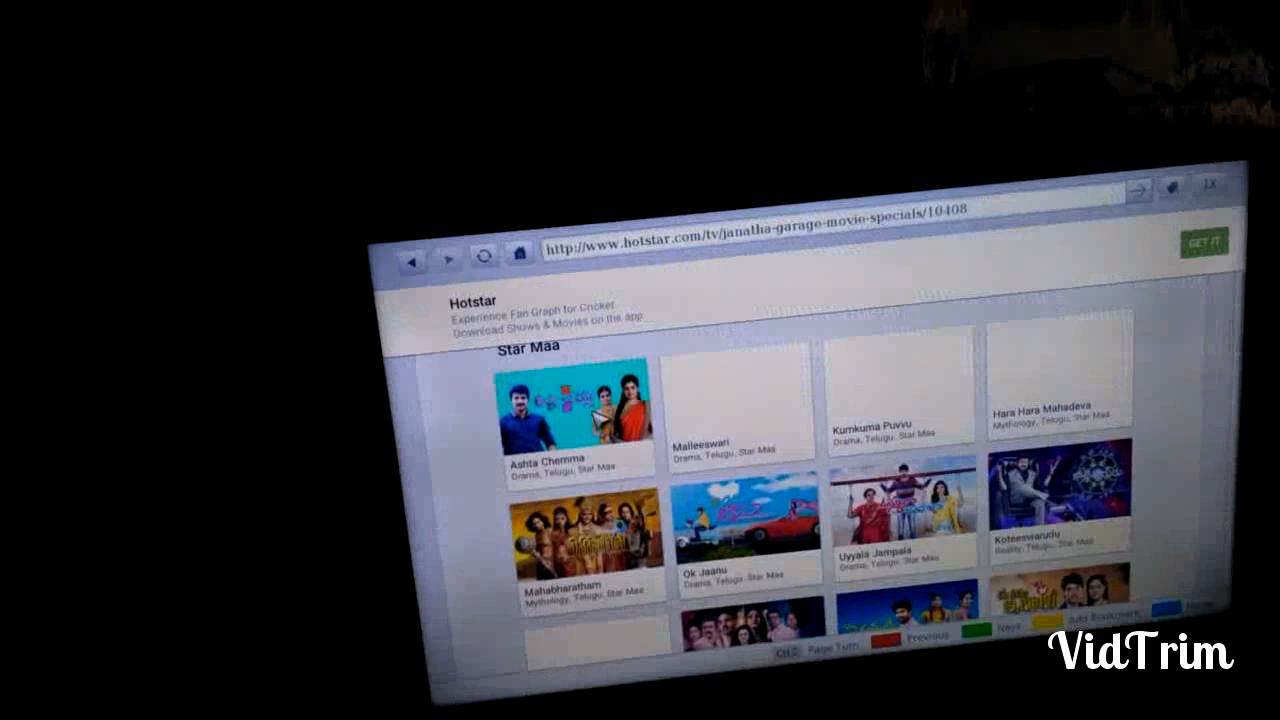 1X
http://www.hotstar.com/tv/janatha-garage-movie-specials/10408
GET IT
Hotstar
Experience Fan Graph for Cricket
Download Shows & Movies on the app
Star Maa
Ashta Chemma
Drama, Telugu, Star Maa
Malleeswari
Drama, Telugu, Star Maa
Kumkuma Puvvu
Drama, Telugu, Star Maa
Hara Hara Mahadeva
Mythology, Telugu, Star Maa
Mahabharatham
Mythology, Telugu, Star Maa
Ok Jaanu
Drama, Telugu, Star Maa
Uyyala Jampala
Drama, Telugu, Star Maa
Koteeswarudu
Reality, Telugu, Star Maa
CH
Page Turn
Previous
Next
Add Bookmark
VidTrim